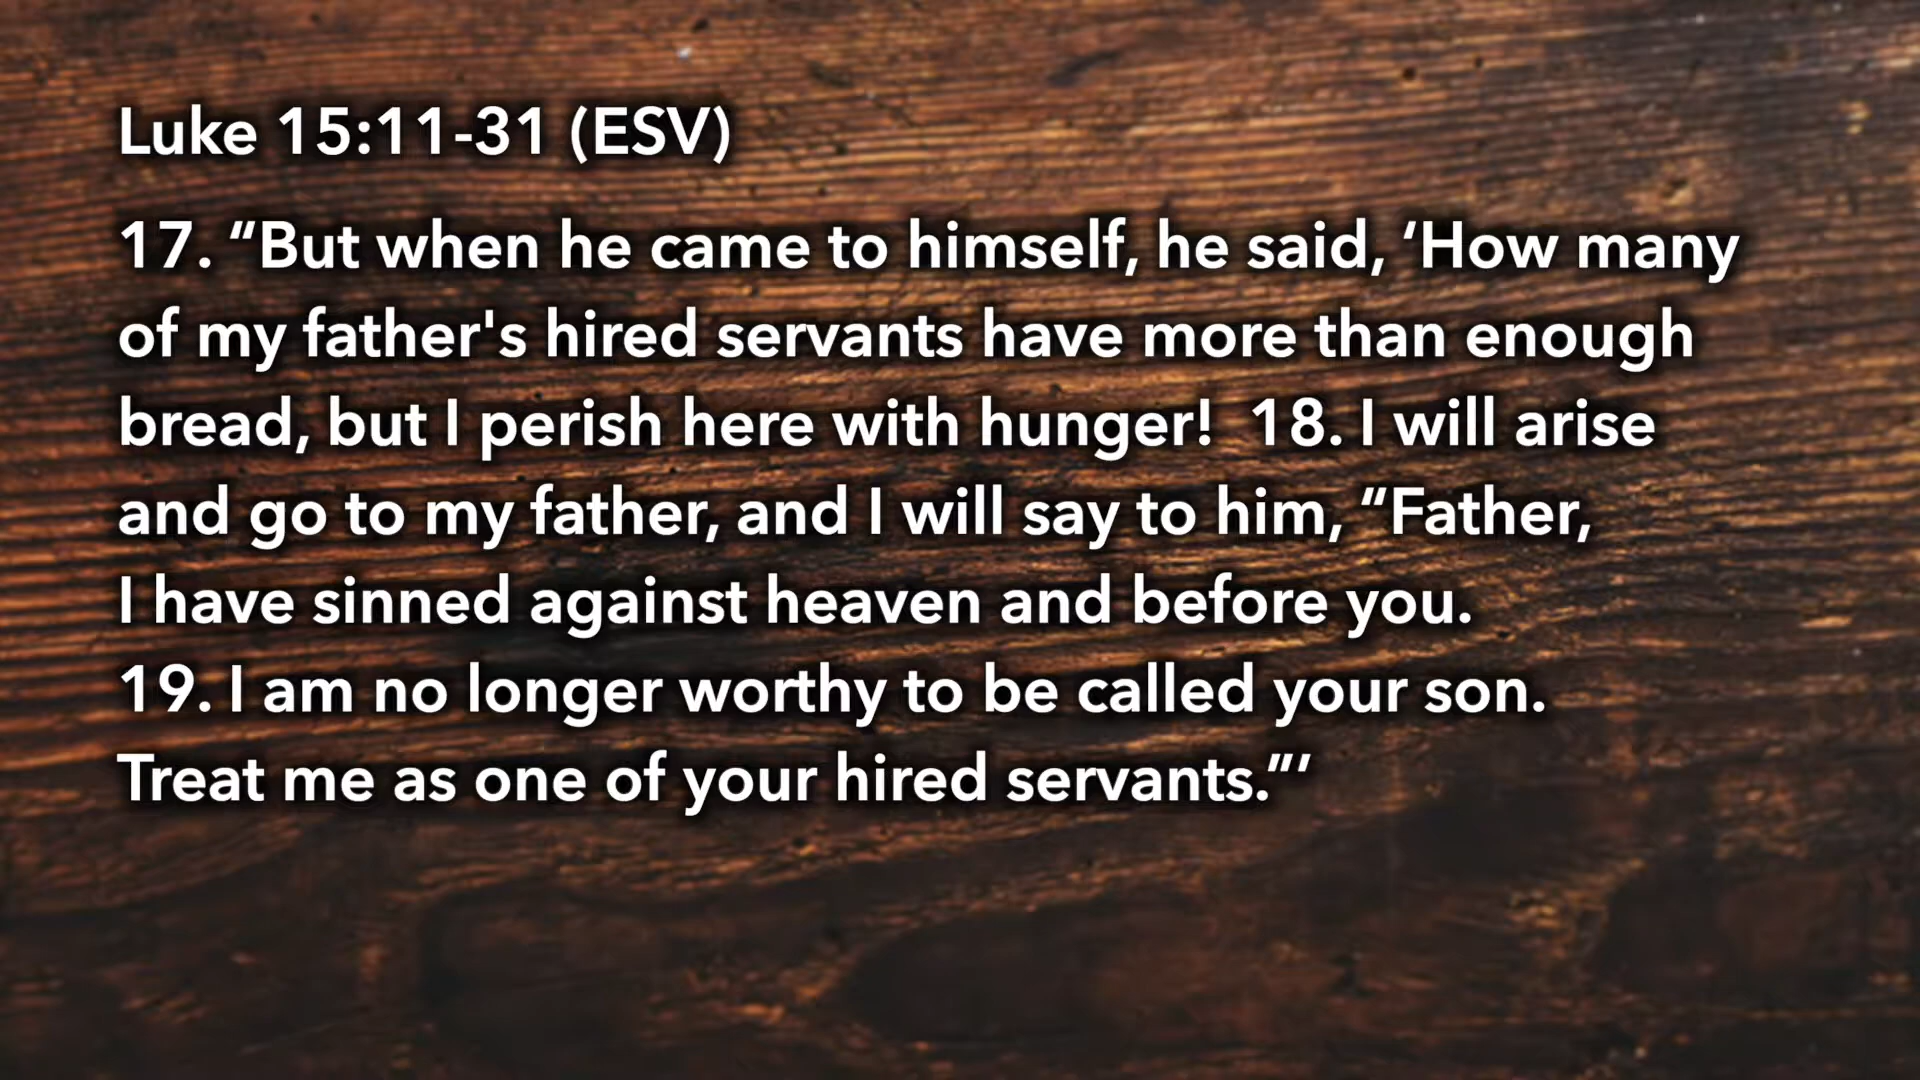 Luke 15:11-31 (ESV)
17. “But when he came to himself, he said, ‘How many
of my father's hired servants have more than enough
bread, but I perish here with hunger!  18. I will arise
and go to my father, and I will say to him, “Father,
I have sinned against heaven and before you.
19. I am no longer worthy to be called your son.
Treat me as one of your hired servants.”’